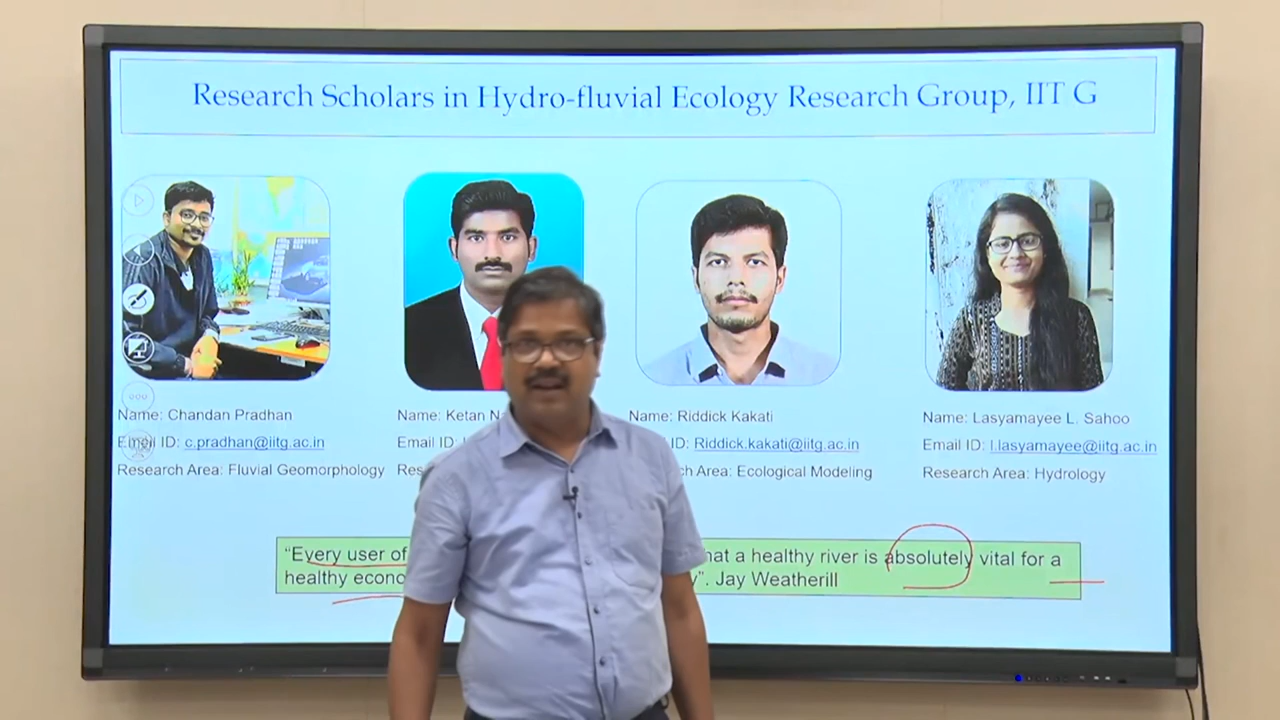 Research Scholars in Hydro-fluvial Ecology Research Group, IIT G
Name: Chandan Pradhan
Email ID: c.pradhan@iitg.ac.in
Research Area: Fluvial Geomorphology
Name: Ketan
Email ID:
Name: Riddick Kakati
ID: Riddick.kakati@iitg.ac.in
Area: Ecological Modeling
Name: Lasyamayee L. Sahoo
Email ID: l.lasyamayee@iitg.ac.in
Research Area: Hydrology
“Every user of that a healthy river is absolutely vital for a
healthy ”. Jay Weatherill